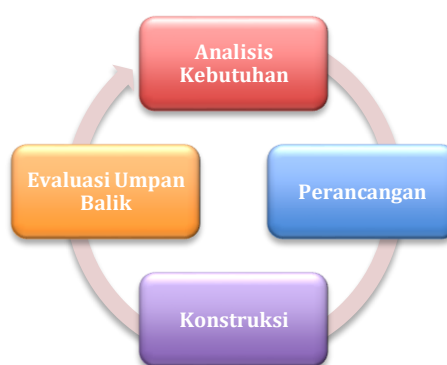 Analisis
Kebutuhan
Perancangan
Konstruksi
Evaluasi Umpan
Balik